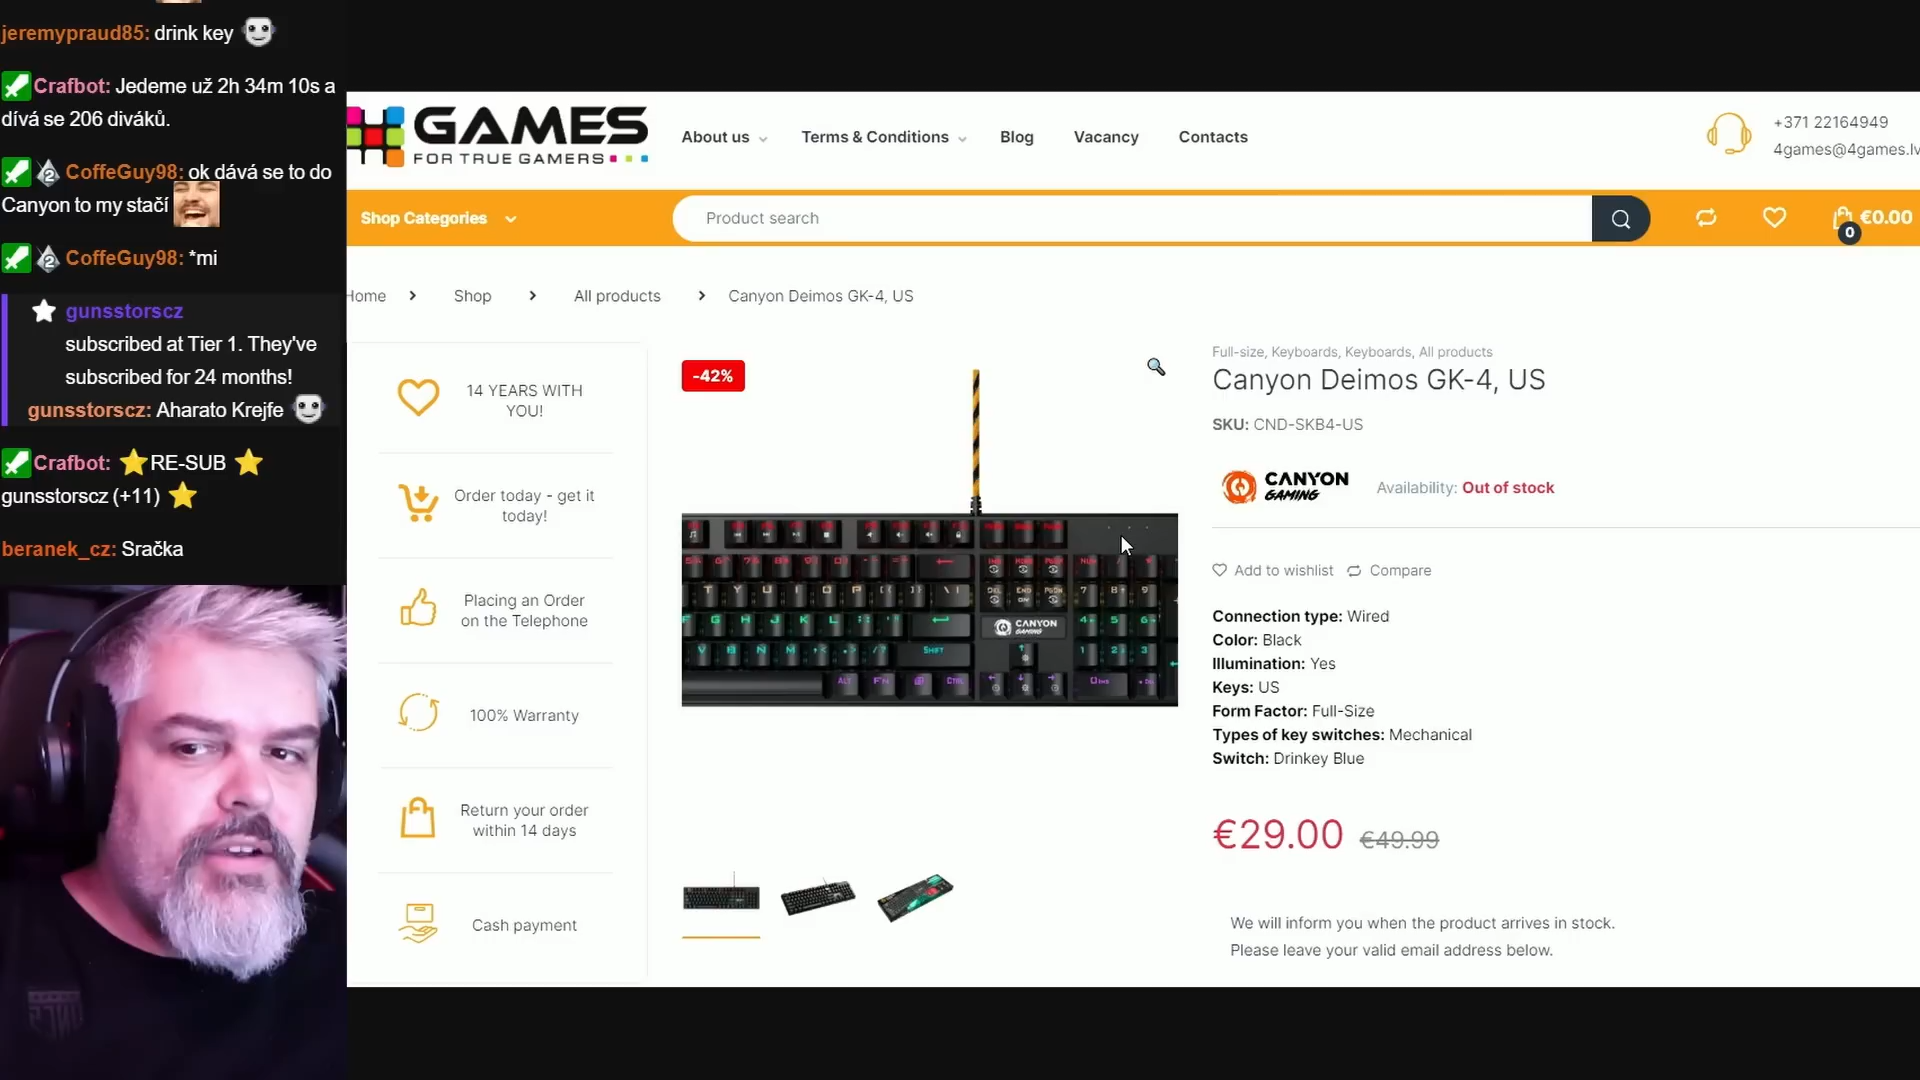 jeremypraud85: drink key
Crafbot: Jedeme už 2h 34m 10s a
dívá se 206 diváků.
CoffeGuy98: ok dává se to do
Canyon to my stačí
CoffeGuy98: *mi
gunsstorscz
subscribed at Tier 1. They've
subscribed for 24 months!
gunsstorscz: Aharato Krejfe
Crafbot: RE-SUB
gunsstorscz (+11)
beranek_cz: Sračka
GAMES
FOR TRUE GAMERS
About us
Terms & Conditions
Blog
Vacancy
Contacts
+371 22164949
4games@4games.lv
Shop Categories
Product search
€0.00
0
Home
Shop
All products
Canyon Deimos GK-4, US
14 YEARS WITH
YOU!
Order today - get it
today!
Placing an Order
on the Telephone
100% Warranty
Return your order
within 14 days
Cash payment
-42%
CANYON
GAMING
Full-size, Keyboards, Keyboards, All products
Canyon Deimos GK-4, US
SKU: CND-SKB4-US
CANYON
GAMING
Availability: Out of stock
Add to wishlist
Compare
Connection type: Wired
Color: Black
Illumination: Yes
Keys: US
Form Factor: Full-Size
Types of key switches: Mechanical
Switch: Drinkey Blue
€29.00 €49.99
We will inform you when the product arrives in stock.
Please leave your valid email address below.